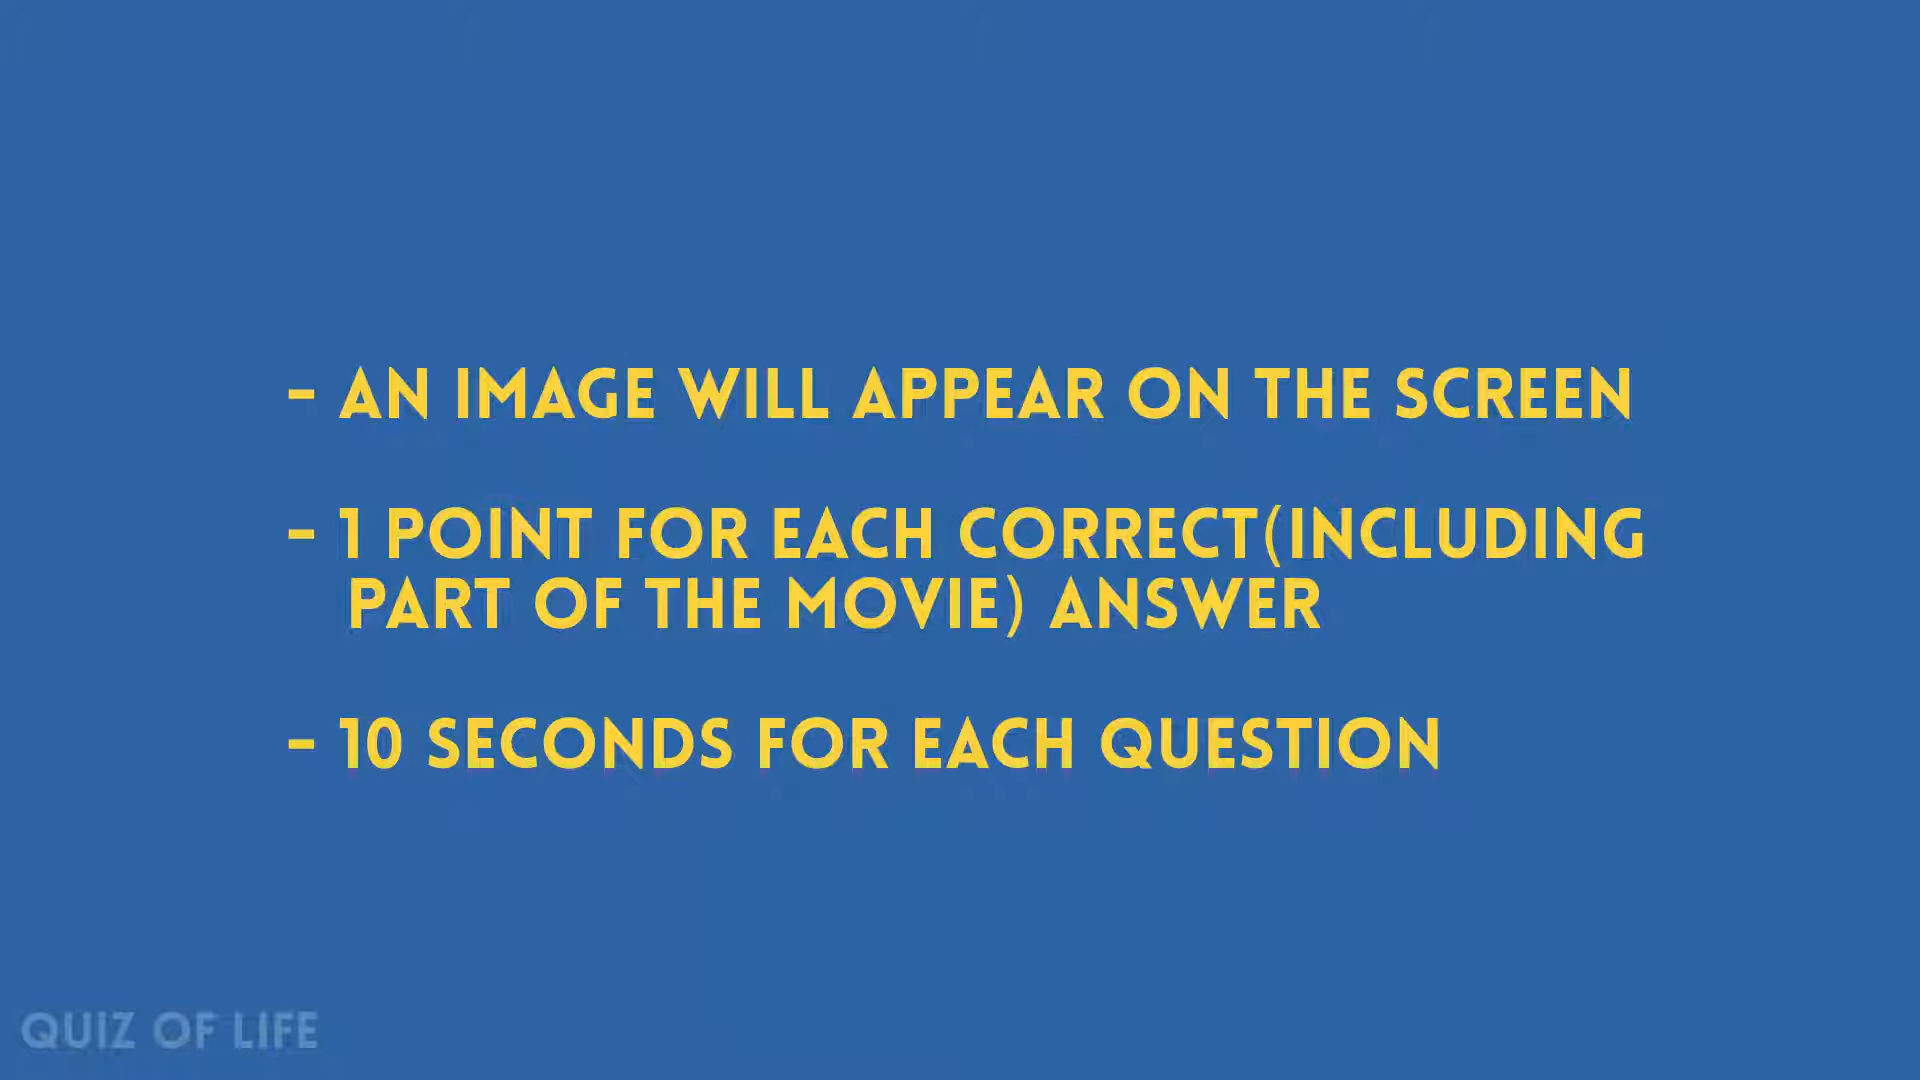 - AN IMAGE WILL APPEAR ON THE SCREEN
- 1 POINT FOR EACH CORRECT(INCLUDING
PART OF THE MOVIE) ANSWER
- 10 SECONDS FOR EACH QUESTION
QUIZ OF LIFE